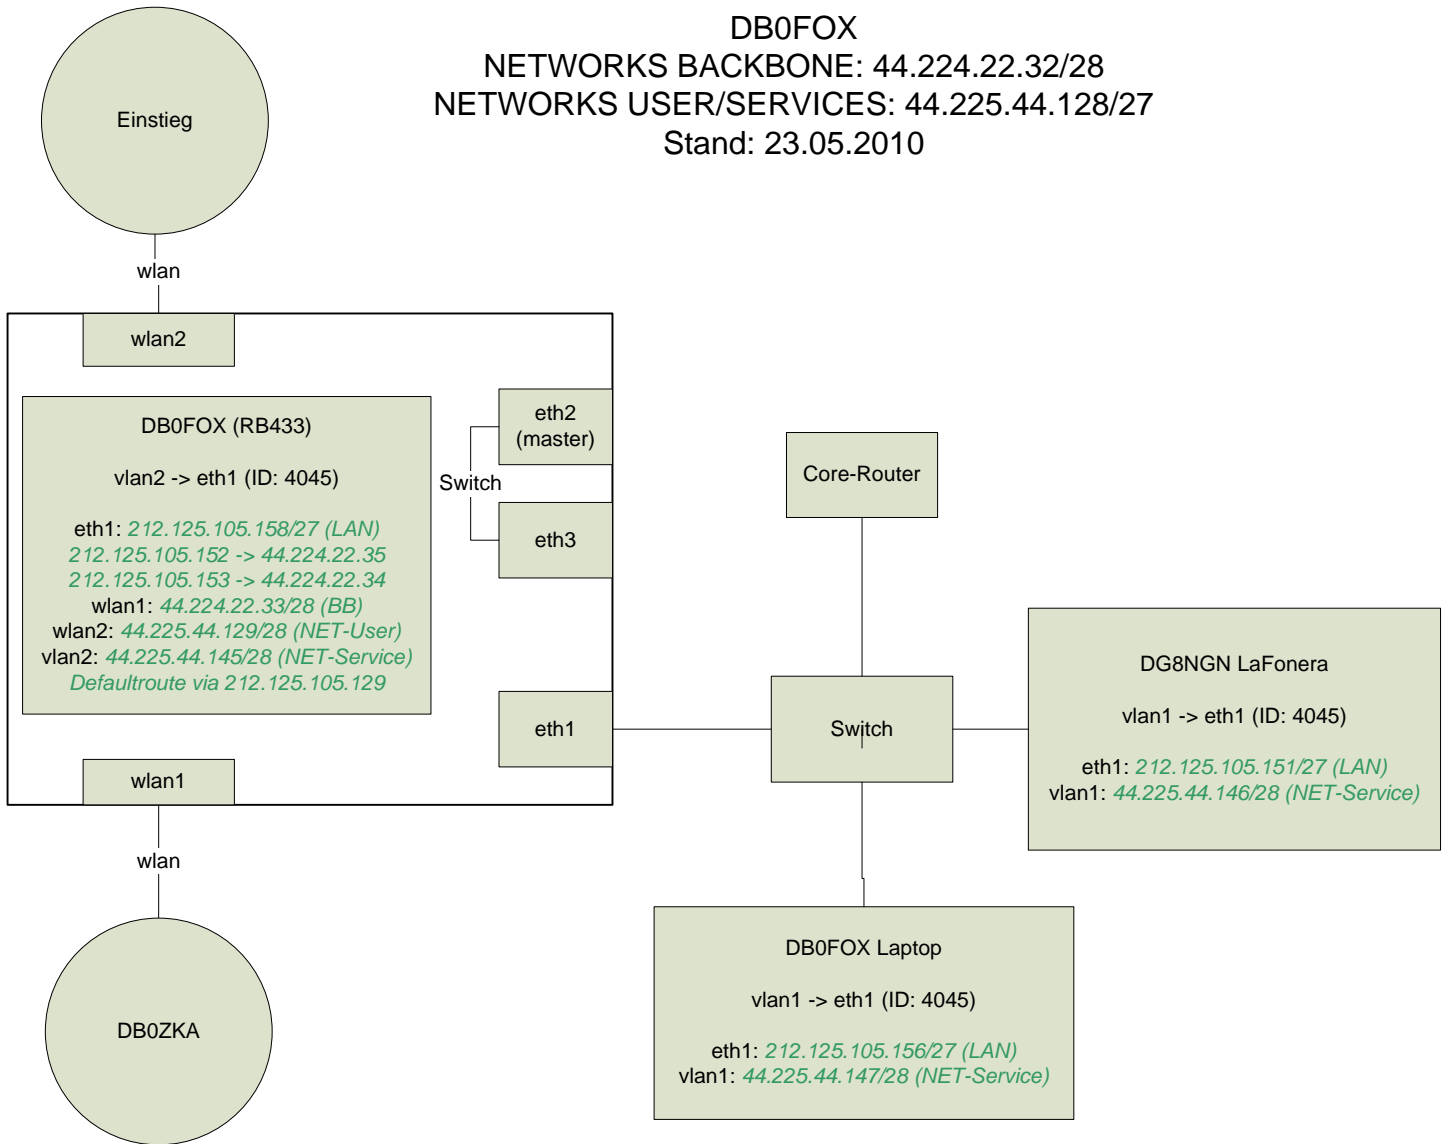 DB0FOX
NETWORKS BACKBONE: 44.224.22.32/28
NETWORKS USER/SERVICES: 44.225.44.128/27
Stand: 23.05.2010
Einstieg
wlan
wlan2
DB0FOX (RB433)
vlan2 -> eth1 (ID: 4045)
eth1: 212.125.105.158/27 (LAN)
212.125.105.152 -> 44.224.22.35
212.125.105.153 -> 44.224.22.34
wlan1: 44.224.22.33/28 (BB)
wlan2: 44.225.44.129/28 (NET-User)
vlan2: 44.225.44.145/28 (NET-Service)
Defaultroute via 212.125.105.129
eth2
(master)
Switch
eth3
eth1
wlan1
wlan
DB0ZKA
Core-Router
Switch
DG8NGN LaFonera
vlan1 -> eth1 (ID: 4045)
eth1: 212.125.105.151/27 (LAN)
vlan1: 44.225.44.146/28 (NET-Service)
DB0FOX Laptop
vlan1 -> eth1 (ID: 4045)
eth1: 212.125.105.156/27 (LAN)
vlan1: 44.225.44.147/28 (NET-Service)